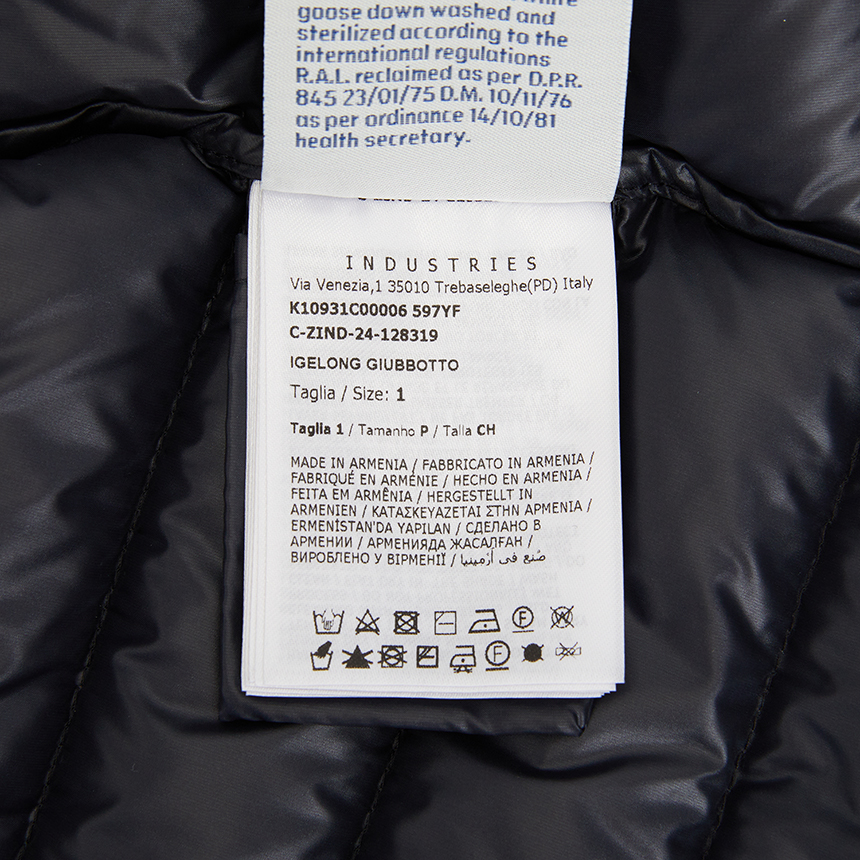 goose down washed and
sterilized according to the
international regulations
R.A.L. reclaimed as per D.P.R.
845 23/01/75 D.M. 10/11/76
as per ordinance 14/10/81
health secretary.
INDUSTRIES
Via Venezia,1 35010 Trebaseleghe(PD) Italy
K10931C00006 597YF
C-ZIND-24-128319
IGELONG GIUBBOTTO
Taglia / Size: 1
Taglia 1 / Tamanho P / Talla CH
MADE IN ARMENIA / FABBRICATO IN ARMENIA /
FABRIQUÉ EN ARMÉNIE / HECHO EN ARMENIA /
FEITA EM ARMÊNIA / HERGESTELLT IN
ARMENIEN / ΚΑΤΑΣΚΕΥΑΖΕΤΑΙ ΣΤΗΝ ΑΡΜΕΝΙΑ /
ERMENİSTAN'DA YAPILAN / СДЕЛАНО В
АРМЕНИИ / АРМЕНИЯДА ЖАСАЛҒАН /
ВИРОБЛЕНО У ВІРМЕНІЇ / صُنع في أرمينيا